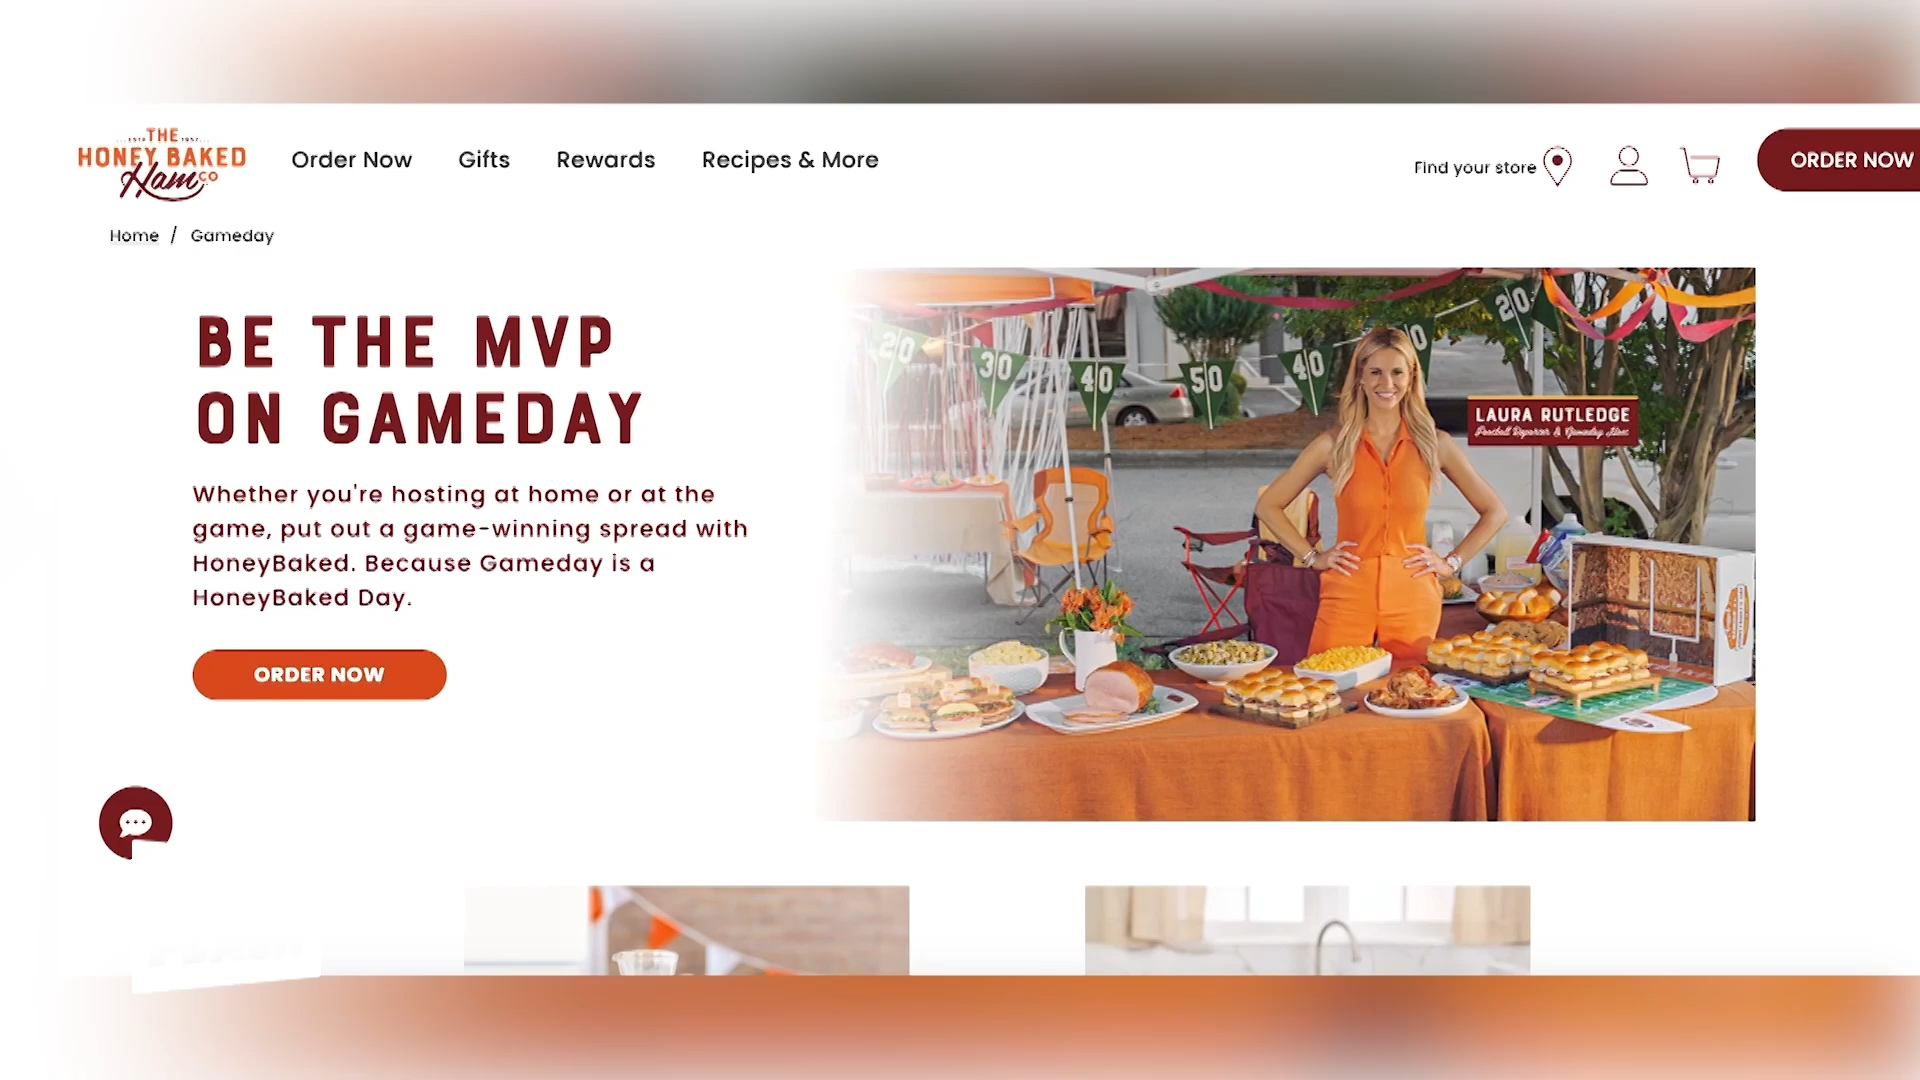 THE
HONEY BAKED
Ham CO
Order Now
Gifts
Rewards
Recipes & More
Find your store
ORDER NOW
Home / Gameday
BE THE MVP
ON GAMEDAY
Whether you're hosting at home or at the
game, put out a game-winning spread with
HoneyBaked. Because Gameday is a
HoneyBaked Day.
ORDER NOW
20
30
40
50
40
20
LAURA RUTLEDGE